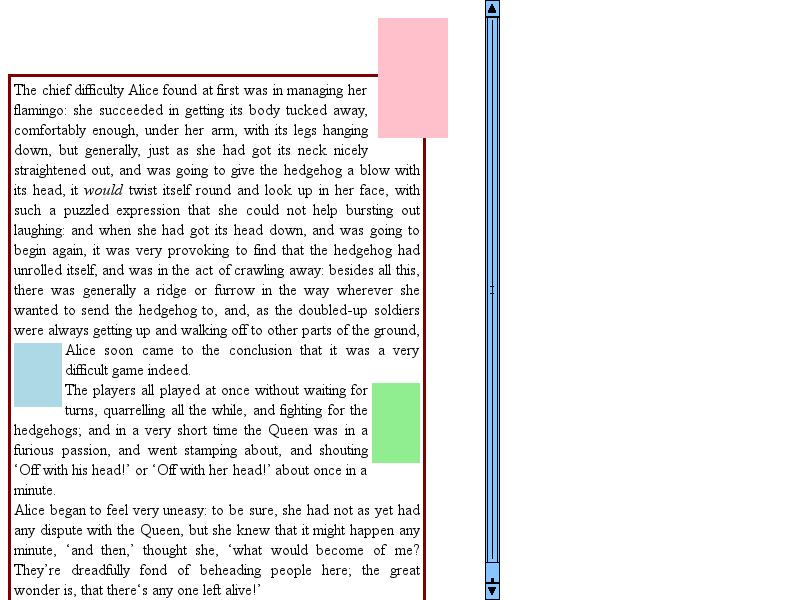 The chief difficulty Alice found at first was in managing her
flamingo: she succeeded in getting its body tucked away,
comfortably enough, under her arm, with its legs hanging
down, but generally, just as she had got its neck nicely
straightened out, and was going to give the hedgehog a blow with
its head, it would twist itself round and look up in her face, with
such a puzzled expression that she could not help bursting out
laughing: and when she had got its head down, and was going to
begin again, it was very provoking to find that the hedgehog had
unrolled itself, and was in the act of crawling away: besides all this,
there was generally a ridge or furrow in the way wherever she
wanted to send the hedgehog to, and, as the doubled-up soldiers
were always getting up and walking off to other parts of the ground,
Alice soon came to the conclusion that it was a very
difficult game indeed.
The players all played at once without waiting for
turns, quarrelling all the while, and fighting for the
hedgehogs; and in a very short time the Queen was in a
furious passion, and went stamping about, and shouting
‘Off with his head!’ or ‘Off with her head!’ about once in a
minute.
Alice began to feel very uneasy: to be sure, she had not as yet had
any dispute with the Queen, but she knew that it might happen any
minute, ‘and then,’ thought she, ‘what would become of me?
They’re dreadfully fond of beheading people here; the great
wonder is, that there‘s any one left alive!’